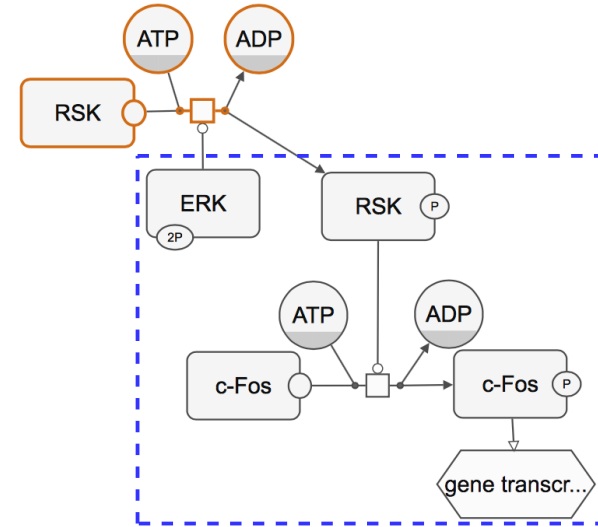 ATP
ADP
RSK
ERK
2P
RSK
P
ATP
ADP
c-Fos
c-Fos
P
gene transcr...